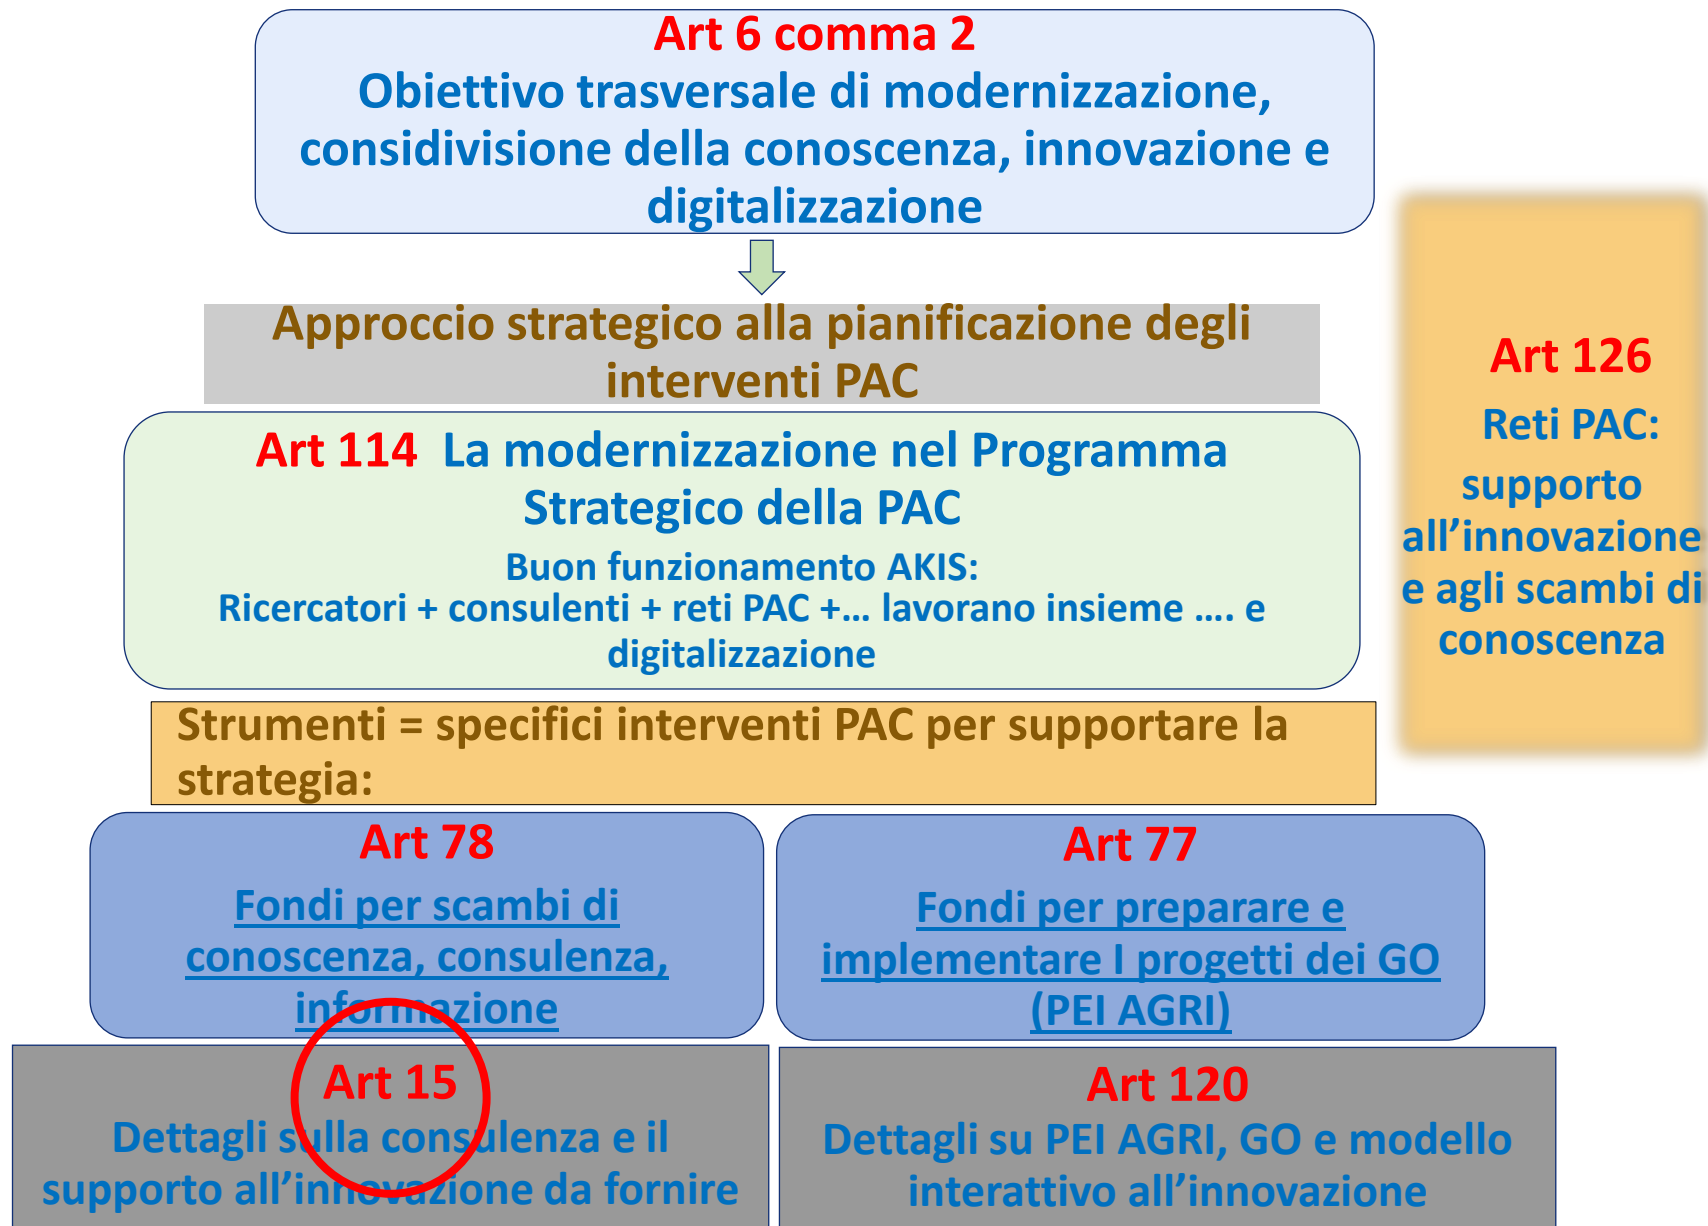 Art 6 comma 2
Obiettivo trasversale di modernizzazione,
considivisione della conoscenza, innovazione e
digitalizzazione
Approccio strategico alla pianificazione degli
interventi PAC
Art 114 La modernizzazione nel Programma
Strategico della PAC
Buon funzionamento AKIS:
Ricercatori + consulenti + reti PAC +... lavorano insieme .... e
digitalizzazione
Art 126
Reti PAC:
supporto
all’innovazione
e agli scambi di
conoscenza
Strumenti = specifici interventi PAC per supportare la
strategia:
Art 78
Fondi per scambi di
conoscenza, consulenza,
informazione
Art 77
Fondi per preparare e
implementare I progetti dei GO
(PEI AGRI)
Art 15
Dettagli sulla consulenza e il
supporto all’innovazione da fornire
Art 120
Dettagli su PEI AGRI, GO e modello
interattivo all’innovazione